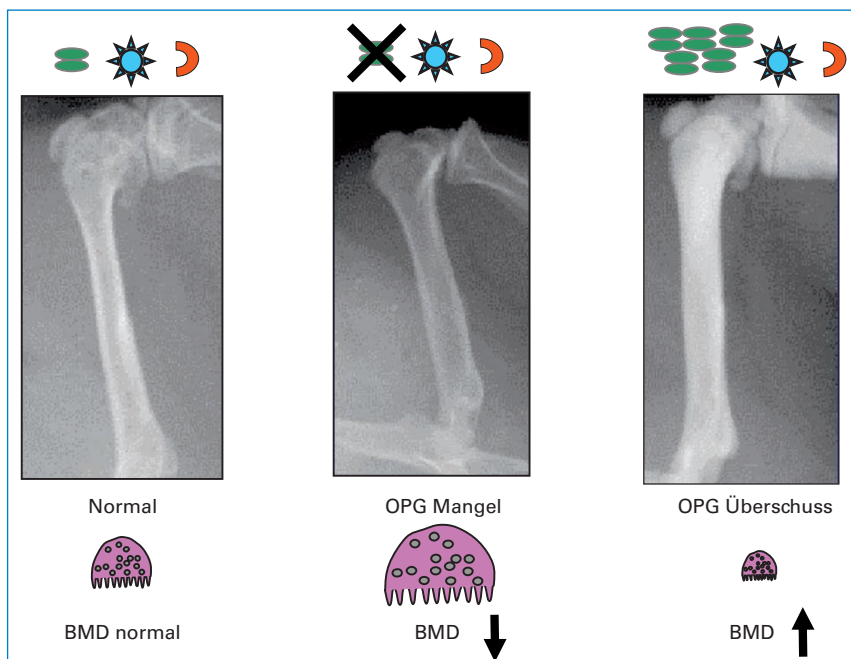 Normal
OPG Mangel
OPG Überschuss
BMD normal
BMD
BMD